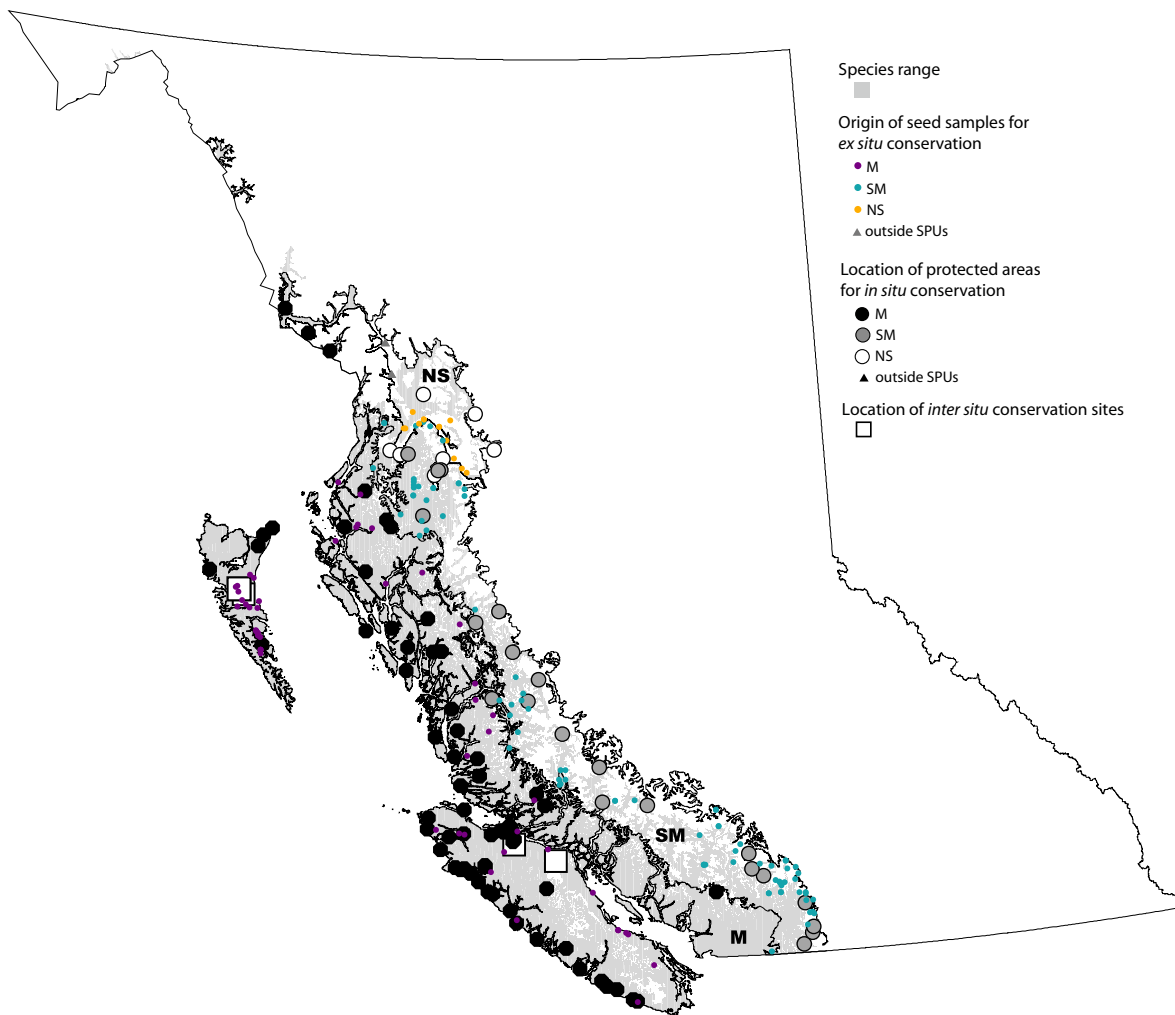 Species range
Origin of seed samples for
ex situ conservation
M
SM
NS
outside SPUs
Location of protected areas
for in situ conservation
M
SM
NS
outside SPUs
Location of inter situ conservation sites
NS
SM
M